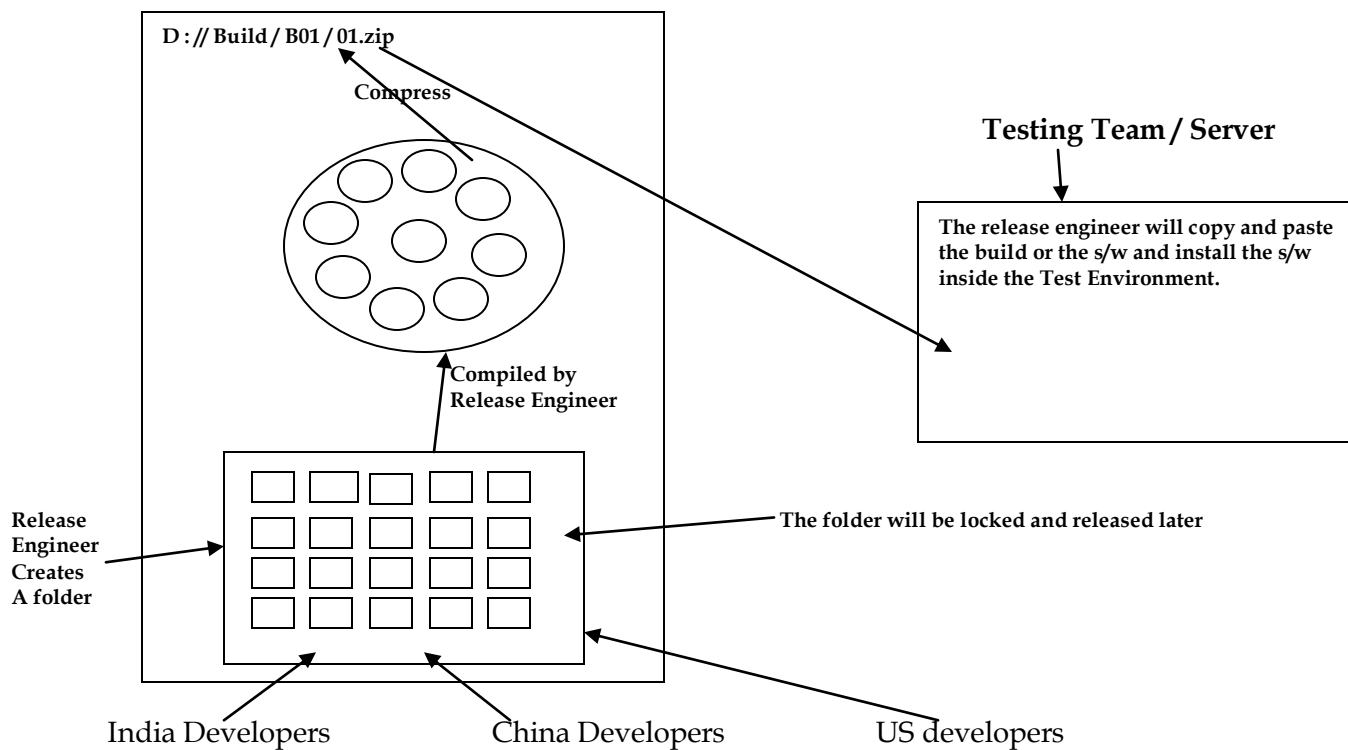 D : // Build / B01 / 01.zip
Compress
Testing Team / Server
The release engineer will copy and paste
the build or the s/w and install the s/w
inside the Test Environment.
Compiled by
Release Engineer
Release
Engineer
Creates
A folder
The folder will be locked and released later
India Developers
China Developers
US developers